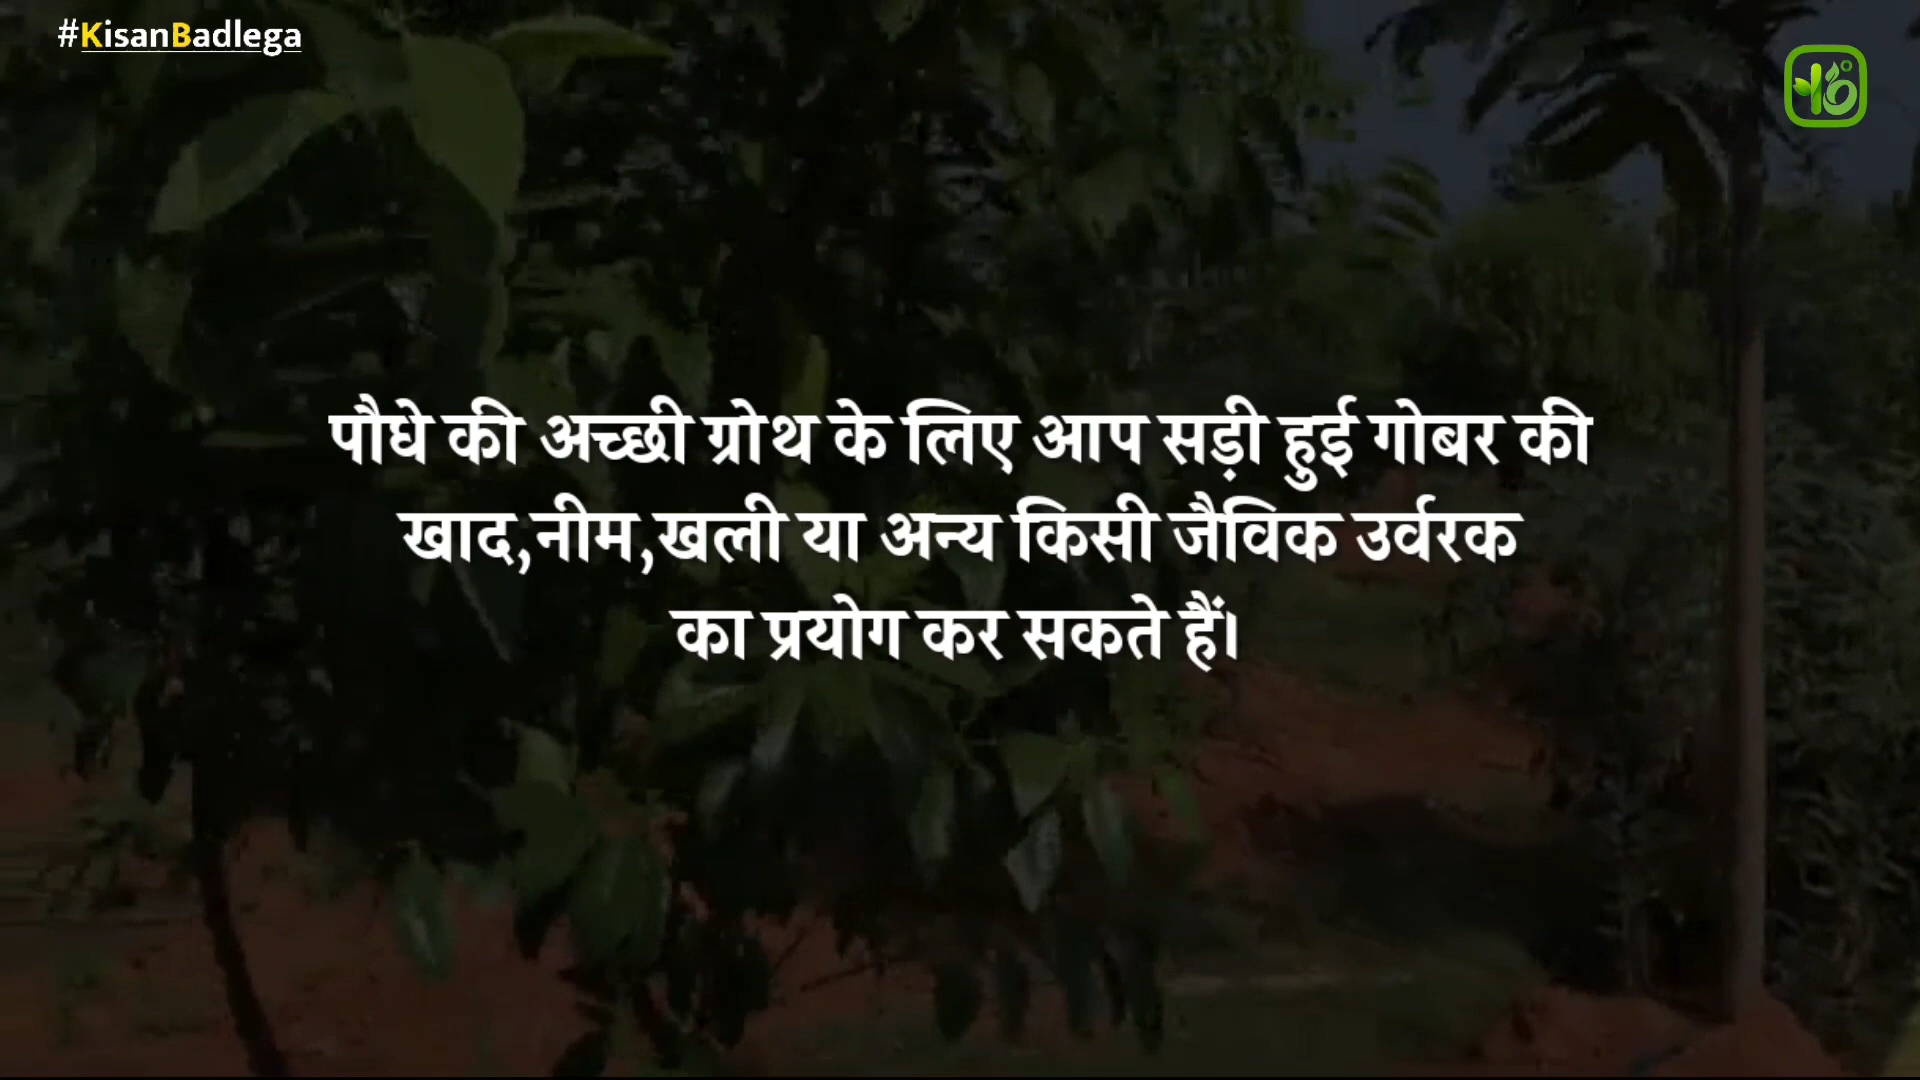 #KisanBadlega
पौधे की अच्छी ग्रोथ के लिए आप सड़ी हुई गोबर की
खाद,नीम,खली या अन्य किसी जैविक उर्वरक
का प्रयोग कर सकते हैं।